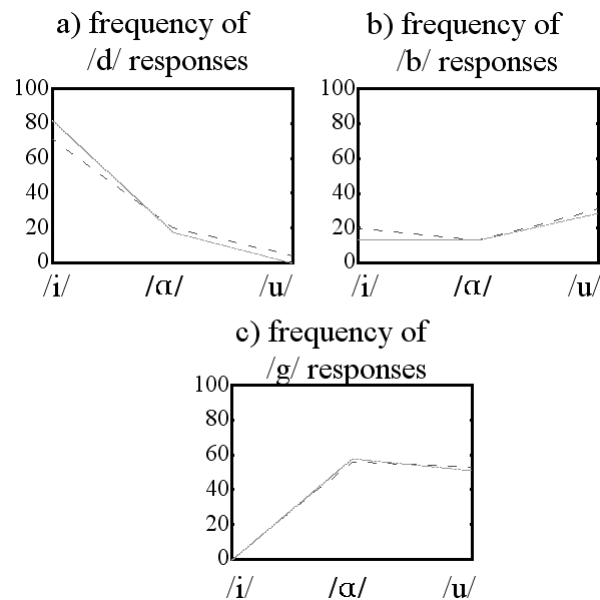 a) frequency of
/d/ responses
100
80
60
40
20
0
/i/ /ɑ/ /u/
b) frequency of
/b/ responses
100
80
60
40
20
0
/i/ /ɑ/ /u/
c) frequency of
/g/ responses
100
80
60
40
20
0
/i/ /ɑ/ /u/